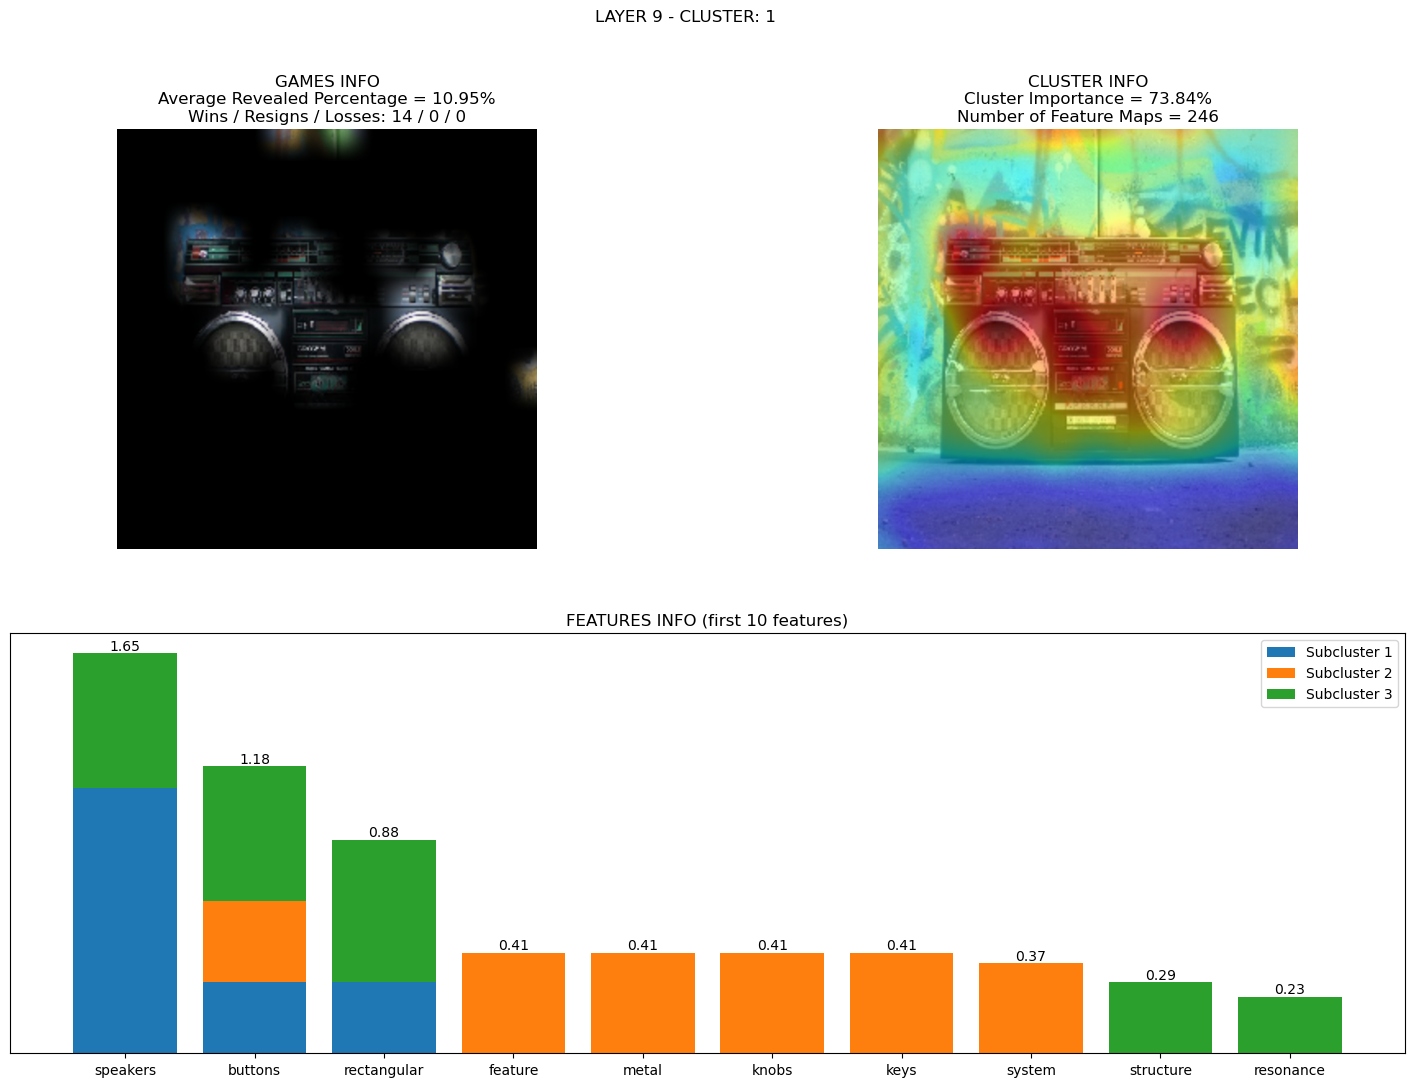 LAYER 9 - CLUSTER: 1
GAMES INFO
Average Revealed Percentage = 10.95%
Wins / Resigns / Losses: 14 / 0 / 0
CLUSTER INFO
Cluster Importance = 73.84%
Number of Feature Maps = 246
EVIN
ECH
FEATURES INFO (first 10 features)
Subcluster 1
Subcluster 2
Subcluster 3
1.65
1.18
0.88
0.41
0.41
0.41
0.41
0.37
0.29
0.23
speakers
buttons
rectangular
feature
metal
knobs
keys
system
structure
resonance